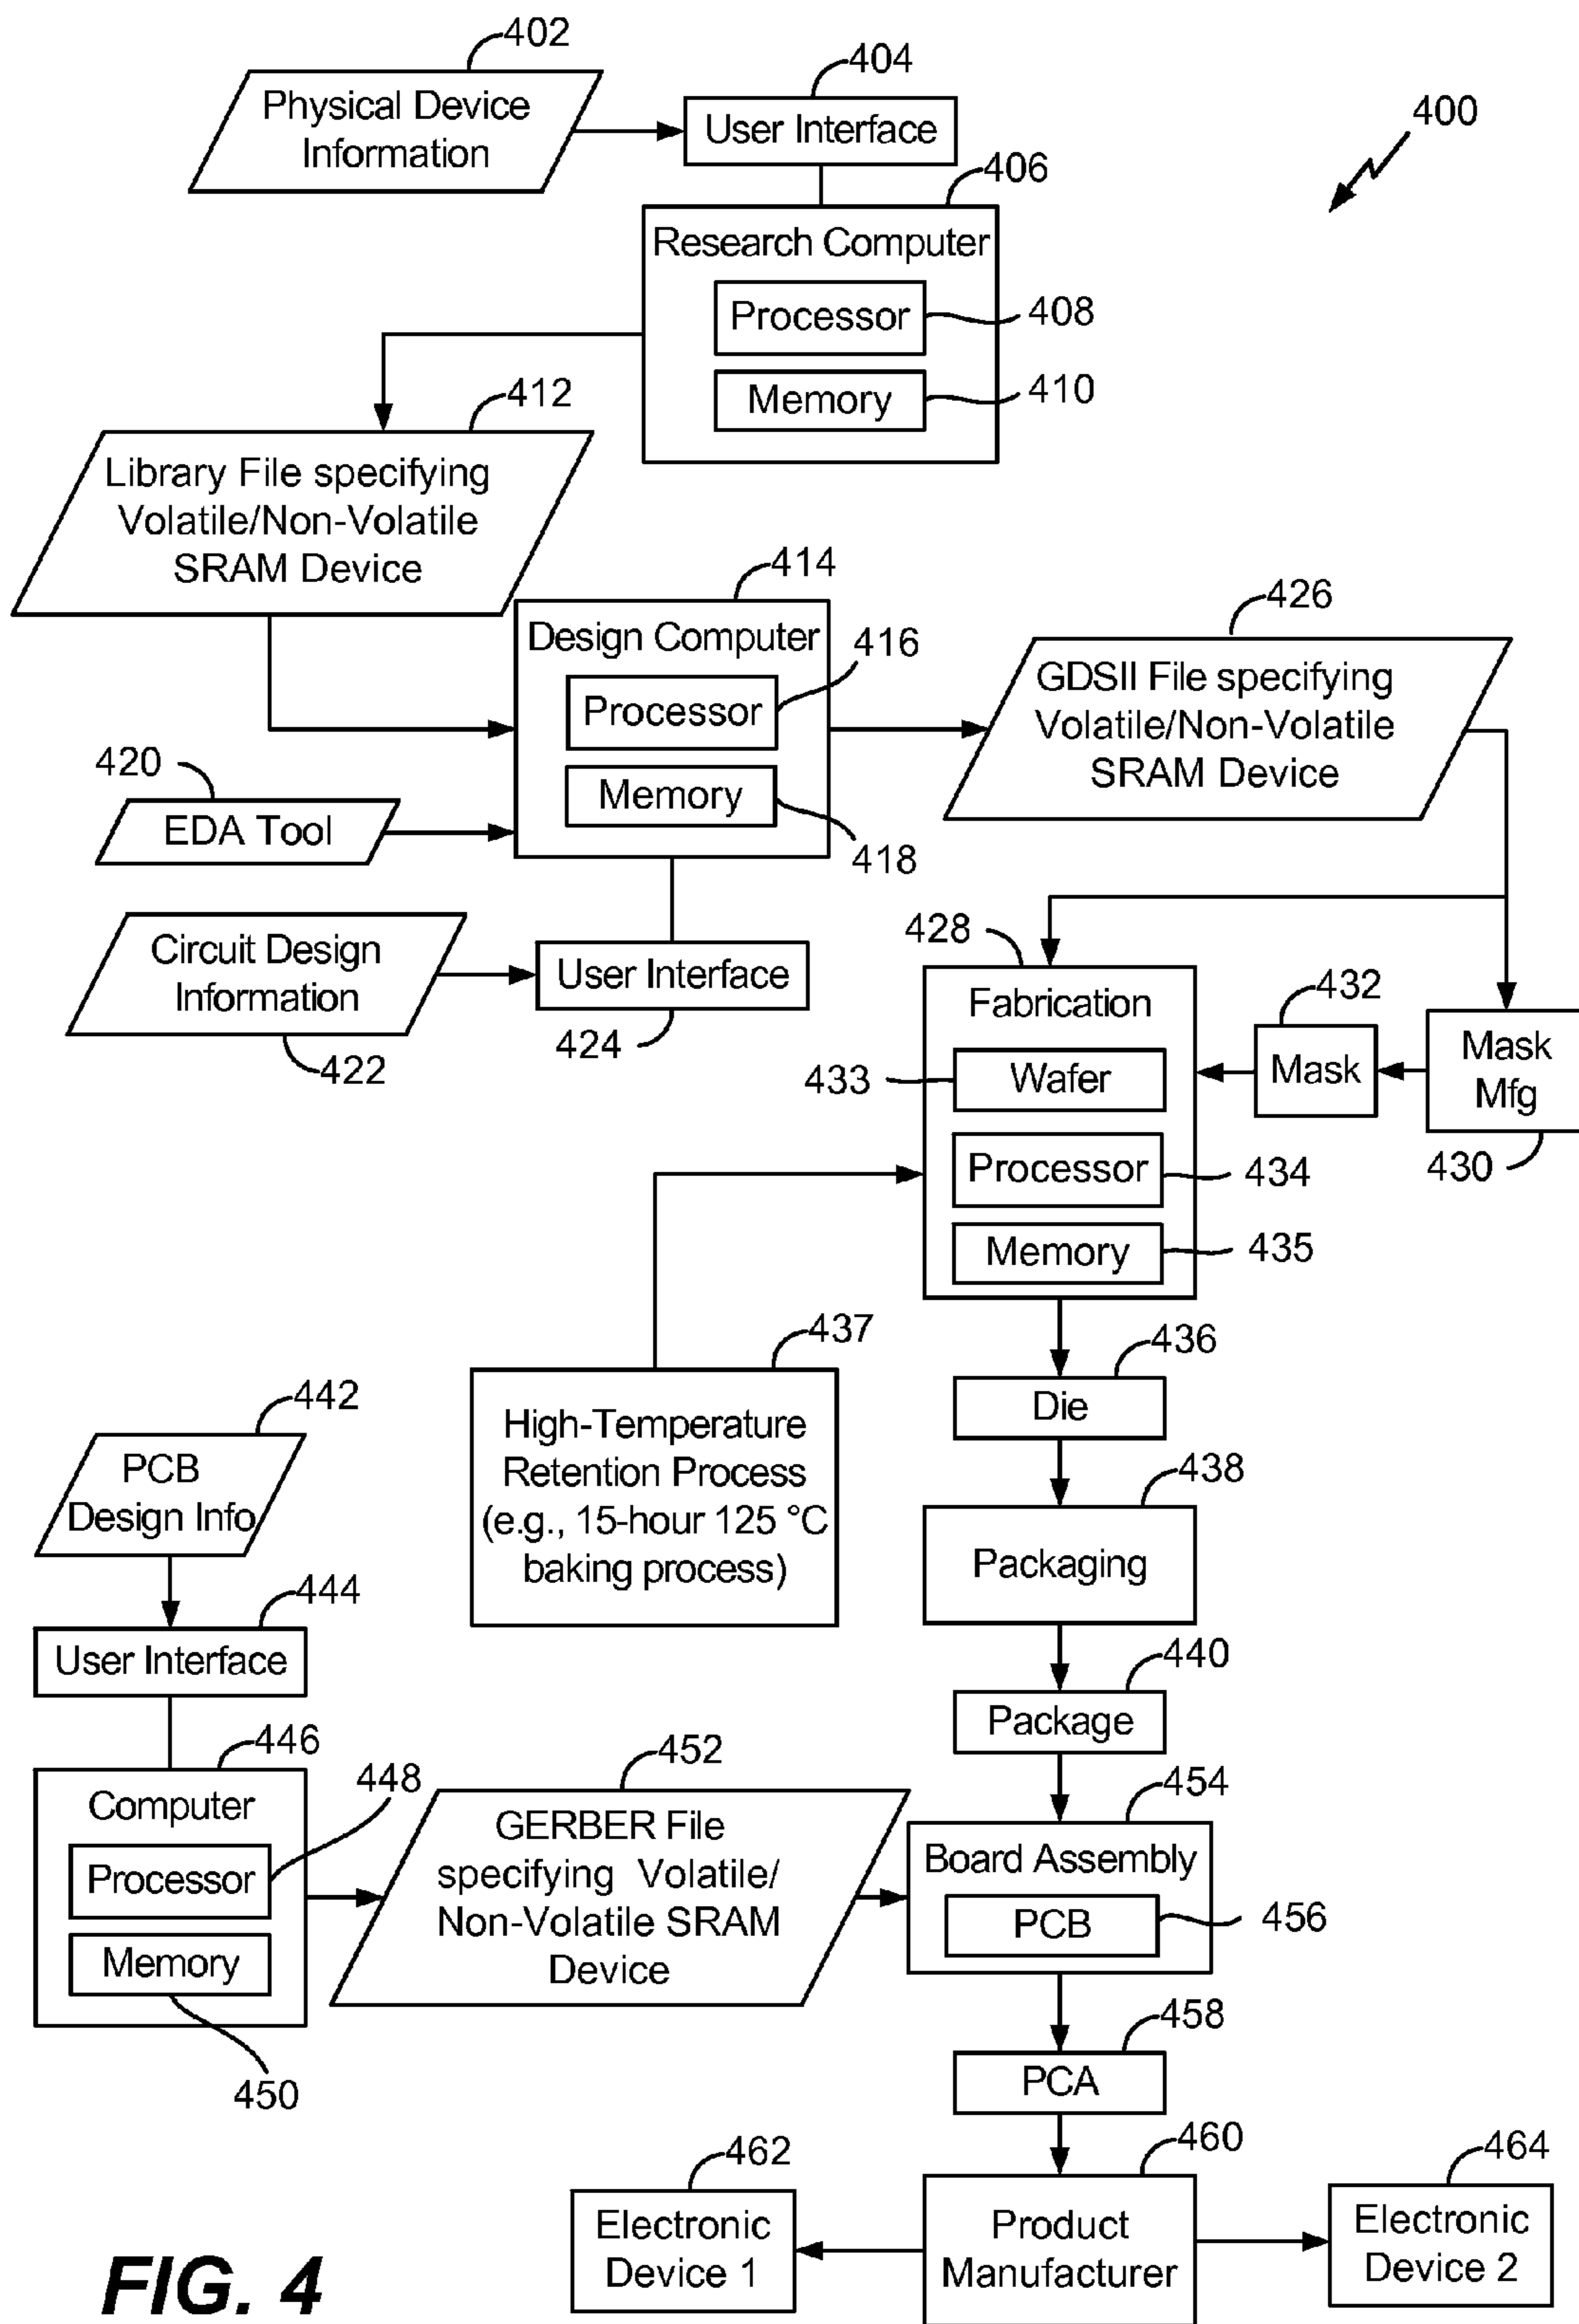 402
404
400
Physical Device
Information
User Interface
406
Research Computer
Processor
408
Memory
410
412
Library File specifying
Volatile/Non-Volatile
SRAM Device
414
Design Computer
416
Processor
Memory
418
426
GDSII File specifying
Volatile/Non-Volatile
SRAM Device
420
EDA Tool
Circuit Design
Information
422
User Interface
424
428
Fabrication
433
Wafer
Processor
434
Memory
435
432
Mask
Mask
Mfg
430
437
High-Temperature
Retention Process
(e.g., 15-hour 125 °C
baking process)
436
Die
438
Packaging
440
Package
442
PCB
Design Info
444
User Interface
446
Computer
448
Processor
Memory
450
452
GERBER File
specifying Volatile/
Non-Volatile SRAM
Device
454
Board Assembly
PCB
456
458
PCA
460
Product
Manufacturer
462
Electronic
Device 1
464
Electronic
Device 2
FIG. 4